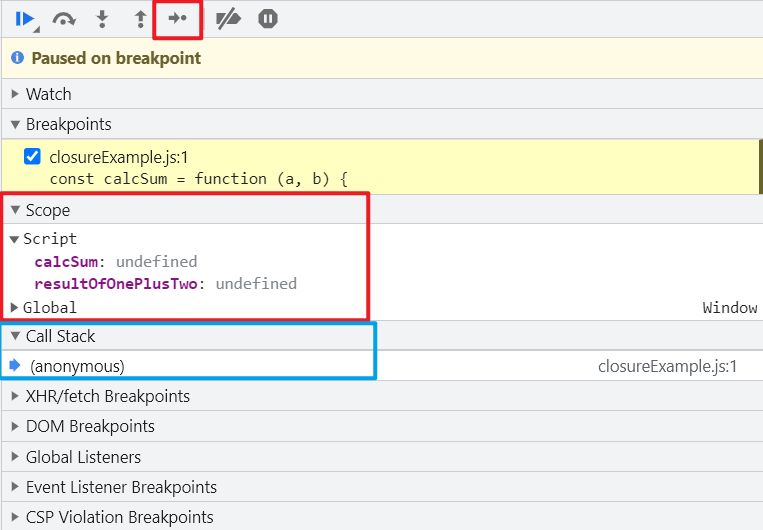 Paused on breakpoint
Watch
Breakpoints
closureExample.js:1
const calcSum = function (a, b) {
Scope
Script
calcSum: undefined
resultOfOnePlusTwo: undefined
Global Window
Call Stack
(anonymous) closureExample.js:1
XHR/fetch Breakpoints
DOM Breakpoints
Global Listeners
Event Listener Breakpoints
CSP Violation Breakpoints